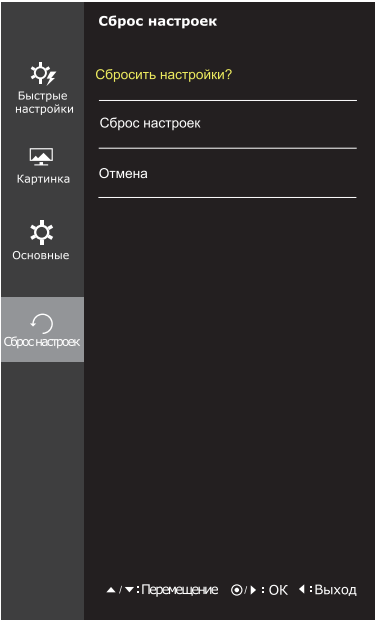 Сброс настроек
Быстрые
настройки
Картинка
Основные
Сброс настроек
Сбросить настройки?
Сброс настроек
Отмена
/ :Перемещение / : OK :Выход